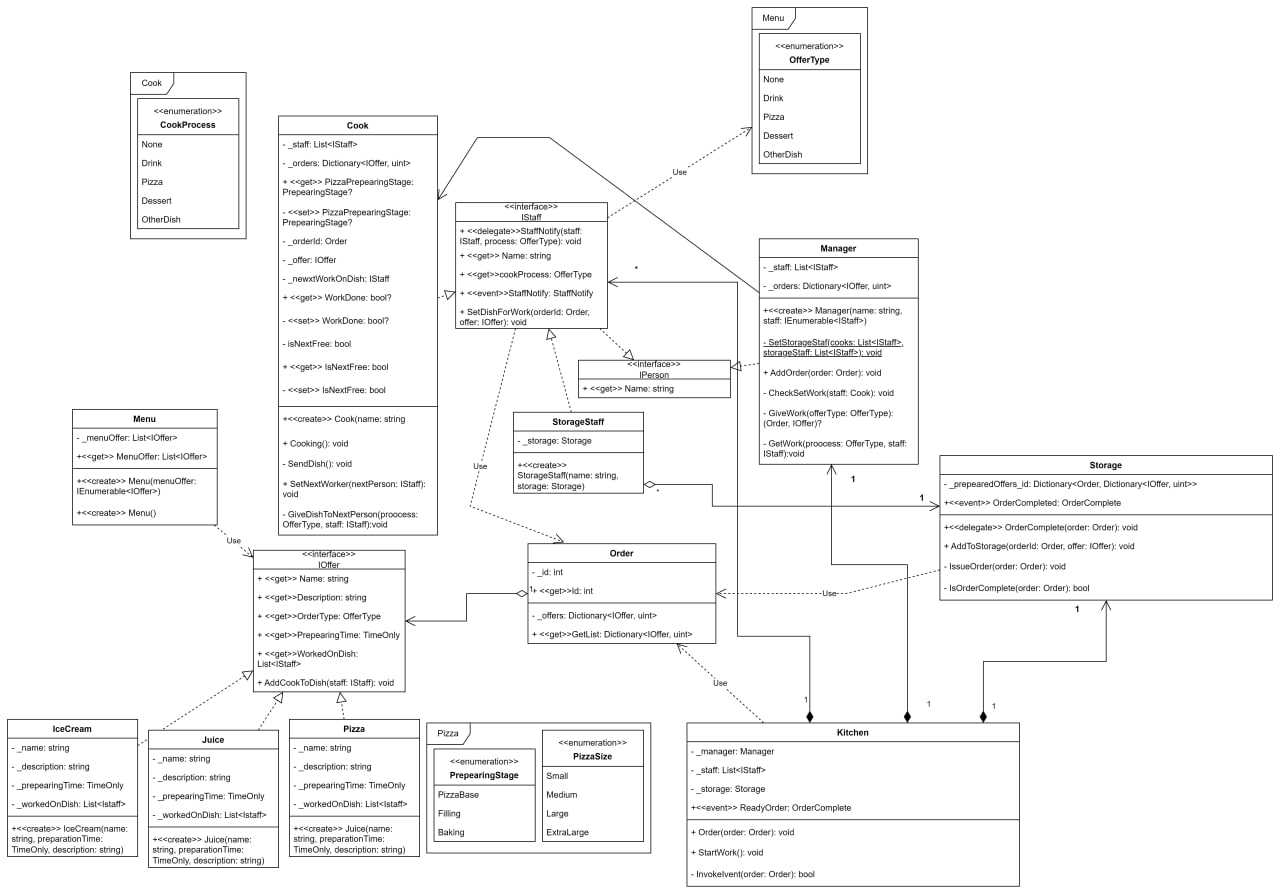 Menu
<<enumeration>>
OfferType
None
Drink
Pizza
Dessert
OtherDish
Cook
<<enumeration>>
CookProcess
None
Drink
Pizza
Dessert
OtherDish
Cook
- _staff: List<IStaff>
- _orders: Dictionary<IOffer, uint>
+ <<get>> PizzaPrepearingStage:
PrepearingStage?
- <<set>> PizzaPrepearingStage:
PrepearingStage?
- _orderId: Order
- _offer: IOffer
- _newxtWorkOnDish: IStaff
+ <<get>> WorkDone: bool?
- <<set>> WorkDone: bool?
- isNextFree: bool
+ <<get>> IsNextFree: bool
- <<set>> IsNextFree: bool
+<<create>> Cook(name: string
+ Cooking(): void
- SendDish(): void
+ SetNextWorker(nextPerson: IStaff):
void
- GiveDishToNextPerson(proocess:
OfferType, staff: IStaff):void
Use
<<interface>>
IStaff
+ <<delegate>>StaffNotify(staff:
IStaff, process: OfferType): void
+ <<get>> Name: string
+ <<get>>cookProcess: OfferType
+ <<event>>StaffNotify: StaffNotify
+ SetDishForWork(orderId: Order,
offer: IOffer): void
*
Manager
- _staff: List<IStaff>
- _orders: Dictionary<IOffer, uint>
+<<create>> Manager(name: string,
staff: IEnumerable<IStaff>)
- SetStorageStaf(cooks: List<IStaff>,
storageStaff: List<IStaff>): void
+ AddOrder(order: Order): void
- CheckSetWork(staff: Cook): void
- GiveWork(offerType: OfferType):
(Order, IOffer)?
- GetWork(proocess: OfferType, staff:
IStaff):void
<<interface>>
IPerson
+ <<get>> Name: string
Menu
- _menuOffer: List<IOffer>
+<<get>> MenuOffer: List<IOffer>
+<<create>> Menu(menuOffer:
IEnumerable<IOffer>)
+<<create>> Menu()
Use
StorageStaff
- _storage: Storage
+<<create>>
StorageStaff(name: string,
storage: Storage)
Use
*
1
1
Storage
- _prepearedOffers_id: Dictionary<Order, Dictionary<IOffer, uint>>
+<<event>> OrderCompleted: OrderComplete
+<<delegate>> OrderComplete(order: Order): void
+ AddToStorage(orderId: Order, offer: IOffer): void
- IssueOrder(order: Order): void
- IsOrderComplete(order: Order): bool
<<interface>>
IOffer
+ <<get>> Name: string
+ <<get>>Description: string
+ <<get>>OrderType: OfferType
+ <<get>>PrepearingTime: TimeOnly
+ <<get>>WorkedOnDish:
List<IStaff>
+ AddCookToDish(staff: IStaff): void
Order
- _id: int
1
+ <<get>>Id: int
- _offers: Dictionary<IOffer, uint>
+ <<get>>GetList: Dictionary<IOffer, uint>
Use
1
Use
1
1
1
IceCream
- _name: string
- _description: string
- _prepearingTime: TimeOnly
- _workedOnDish: List<Istaff>
+<<create>> IceCream(name:
string, preparationTime:
TimeOnly, description: string)
Juice
- _name: string
- _description: string
- _prepearingTime: TimeOnly
- _workedOnDish: List<Istaff>
+<<create>> Juice(name:
string, preparationTime:
TimeOnly, description: string)
Pizza
- _name: string
- _description: string
- _prepearingTime: TimeOnly
- _workedOnDish: List<Istaff>
+<<create>> Juice(name:
string, preparationTime:
TimeOnly, description: string)
Pizza
<<enumeration>>
PrepearingStage
PizzaBase
Filling
Baking
<<enumeration>>
PizzaSize
Small
Medium
Large
ExtraLarge
Kitchen
- _manager: Manager
- _staff: List<IStaff>
- _storage: Storage
+<<event>> ReadyOrder: OrderComplete
+ Order(order: Order): void
+ StartWork(): void
- InvokeIvent(order: Order): bool